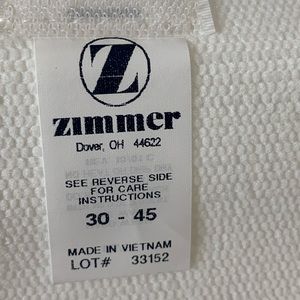 Z
zimmer
Dover, OH 44622
SEE REVERSE SIDE
FOR CARE
INSTRUCTIONS
30 - 45
MADE IN VIETNAM
LOT# 33152